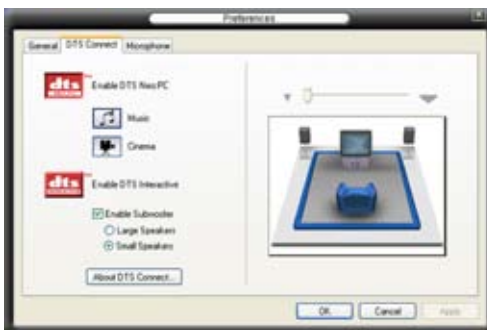 Preferences
General DTS Connect Microphone
dts Enable DTS Neo:PC
Music
Cinema
dts Enable DTS Interactive
Enable Subwoofer
Large Speakers
Small Speakers
About DTS Connect...
OK Cancel Apply